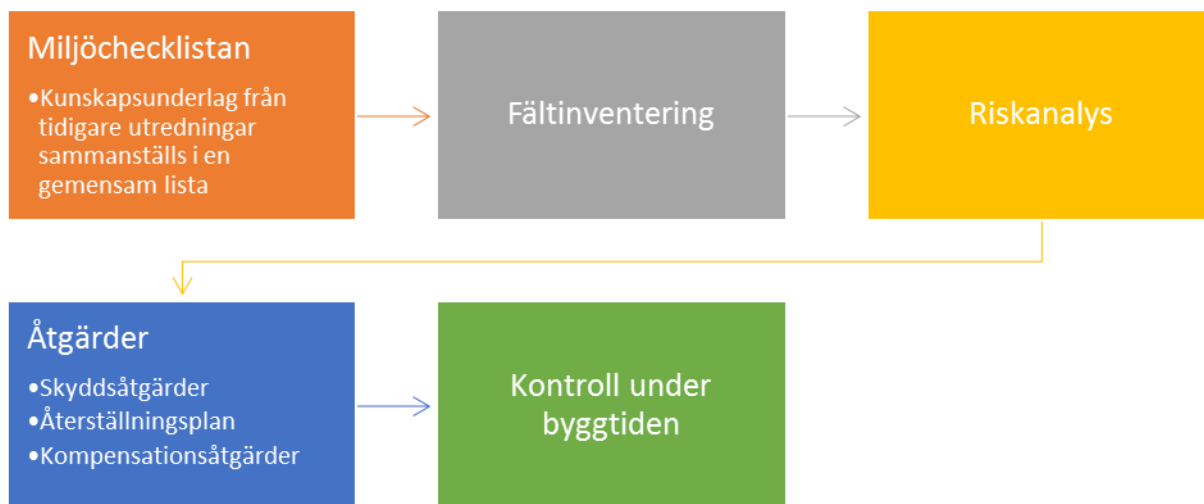 Miljöchecklistan
•Kunskapsunderlag från
tidigare utredningar
sammanställs i en
gemensam lista
Fältinventering
Riskanalys
Åtgärder
•Skyddsåtgärder
•Återställningsplan
•Kompensationsåtgärder
Kontroll under
byggtiden